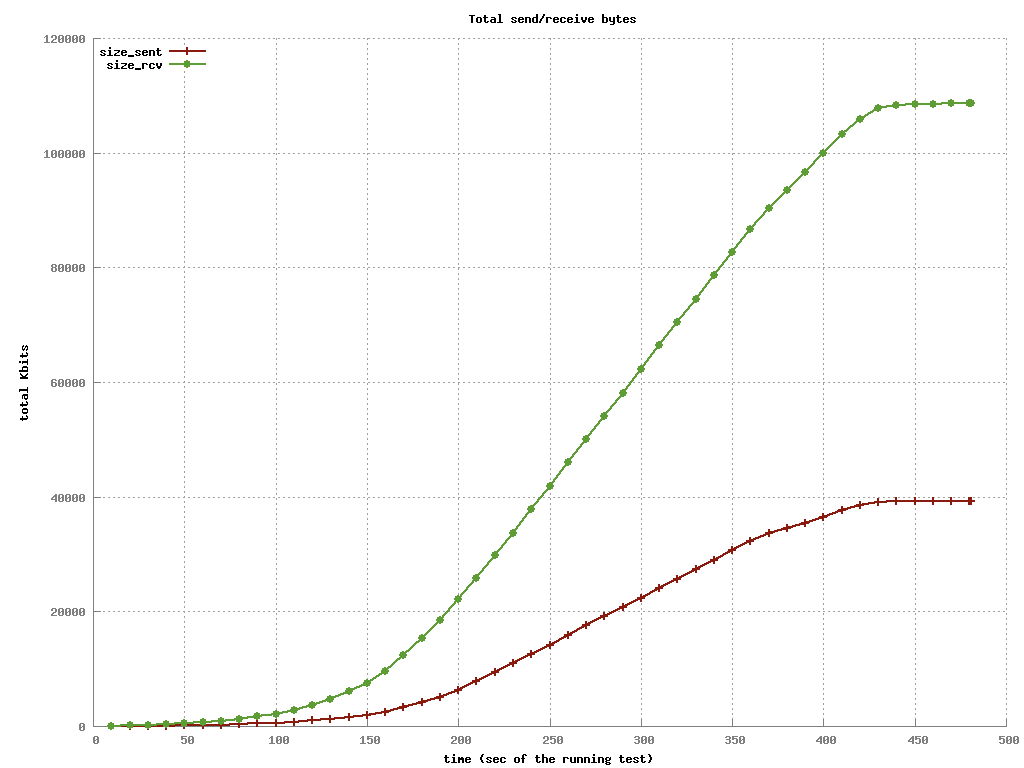 Total send/receive bytes
120000
size_sent
size_rcv
100000
80000
60000
total Kbits
40000
20000
0
0 50 100 150 200 250 300 350 400 450 500
time (sec of the running test)